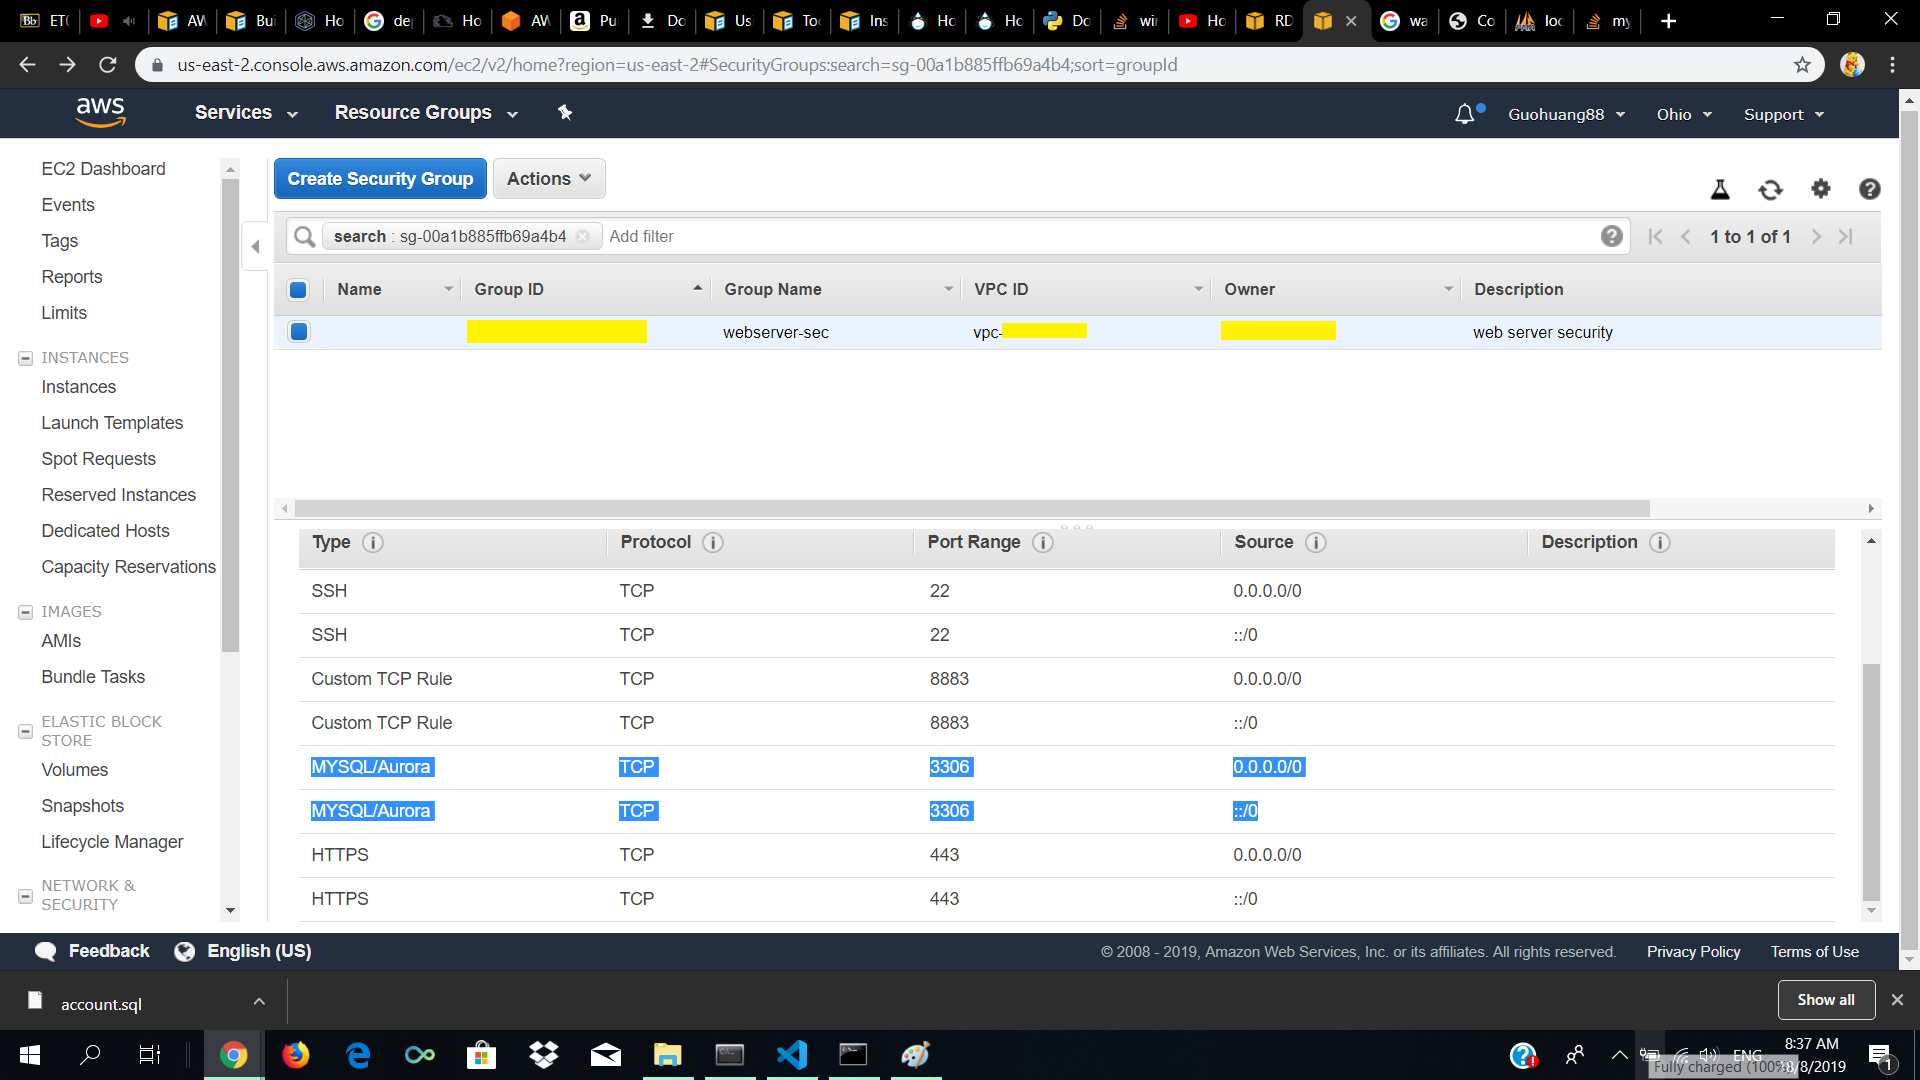 Bb ETC
AW
Bui
Ho
G dep
Ho
AW
a Pu
Do
Us
Too
Ins
Ho
Ho
Do
wir
Ho
RD
G wa
Co
loc
my
us-east-2.console.aws.amazon.com/ec2/v2/home?region=us-east-2#SecurityGroups:search=sg-00a1b885ffb69a4b4;sort=groupId
aws
Services
Resource Groups
Guohuang88
Ohio
Support
EC2 Dashboard
Events
Tags
Reports
Limits
INSTANCES
Instances
Launch Templates
Spot Requests
Reserved Instances
Dedicated Hosts
Capacity Reservations
IMAGES
AMIs
Bundle Tasks
ELASTIC BLOCK
STORE
Volumes
Snapshots
Lifecycle Manager
NETWORK &
SECURITY
Create Security Group
Actions
search : sg-00a1b885ffb69a4b4
Add filter
1 to 1 of 1
Name Group ID Group Name VPC ID Owner Description
webserver-sec vpc- web server security
Type Protocol Port Range Source Description
SSH TCP 22 0.0.0.0/0
SSH TCP 22 ::/0
Custom TCP Rule TCP 8883 0.0.0.0/0
Custom TCP Rule TCP 8883 ::/0
MYSQL/Aurora TCP 3306 0.0.0.0/0
MYSQL/Aurora TCP 3306 ::/0
HTTPS TCP 443 0.0.0.0/0
HTTPS TCP 443 ::/0
Feedback
English (US)
© 2008 - 2019, Amazon Web Services, Inc. or its affiliates. All rights reserved.
Privacy Policy
Terms of Use
account.sql
Show all
ENG
8:37 AM
18/8/2019
Fully charged (100%)
1